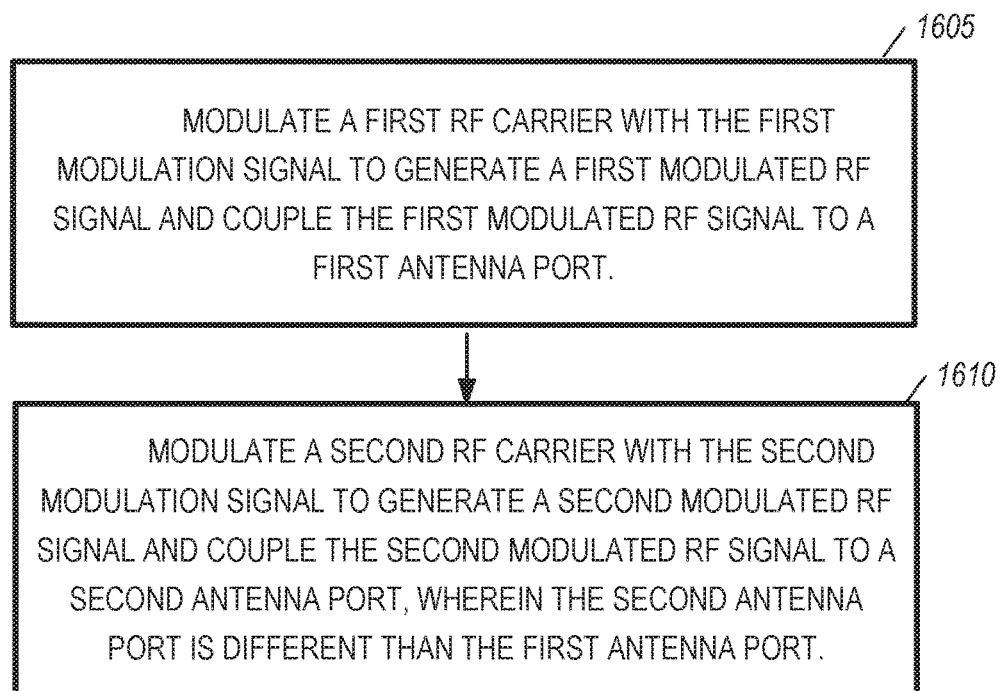 1605
MODULATE A FIRST RF CARRIER WITH THE FIRST
MODULATION SIGNAL TO GENERATE A FIRST MODULATED RF
SIGNAL AND COUPLE THE FIRST MODULATED RF SIGNAL TO A
FIRST ANTENNA PORT.
1610
MODULATE A SECOND RF CARRIER WITH THE SECOND
MODULATION SIGNAL TO GENERATE A SECOND MODULATED RF
SIGNAL AND COUPLE THE SECOND MODULATED RF SIGNAL TO A
SECOND ANTENNA PORT, WHEREIN THE SECOND ANTENNA
PORT IS DIFFERENT THAN THE FIRST ANTENNA PORT.